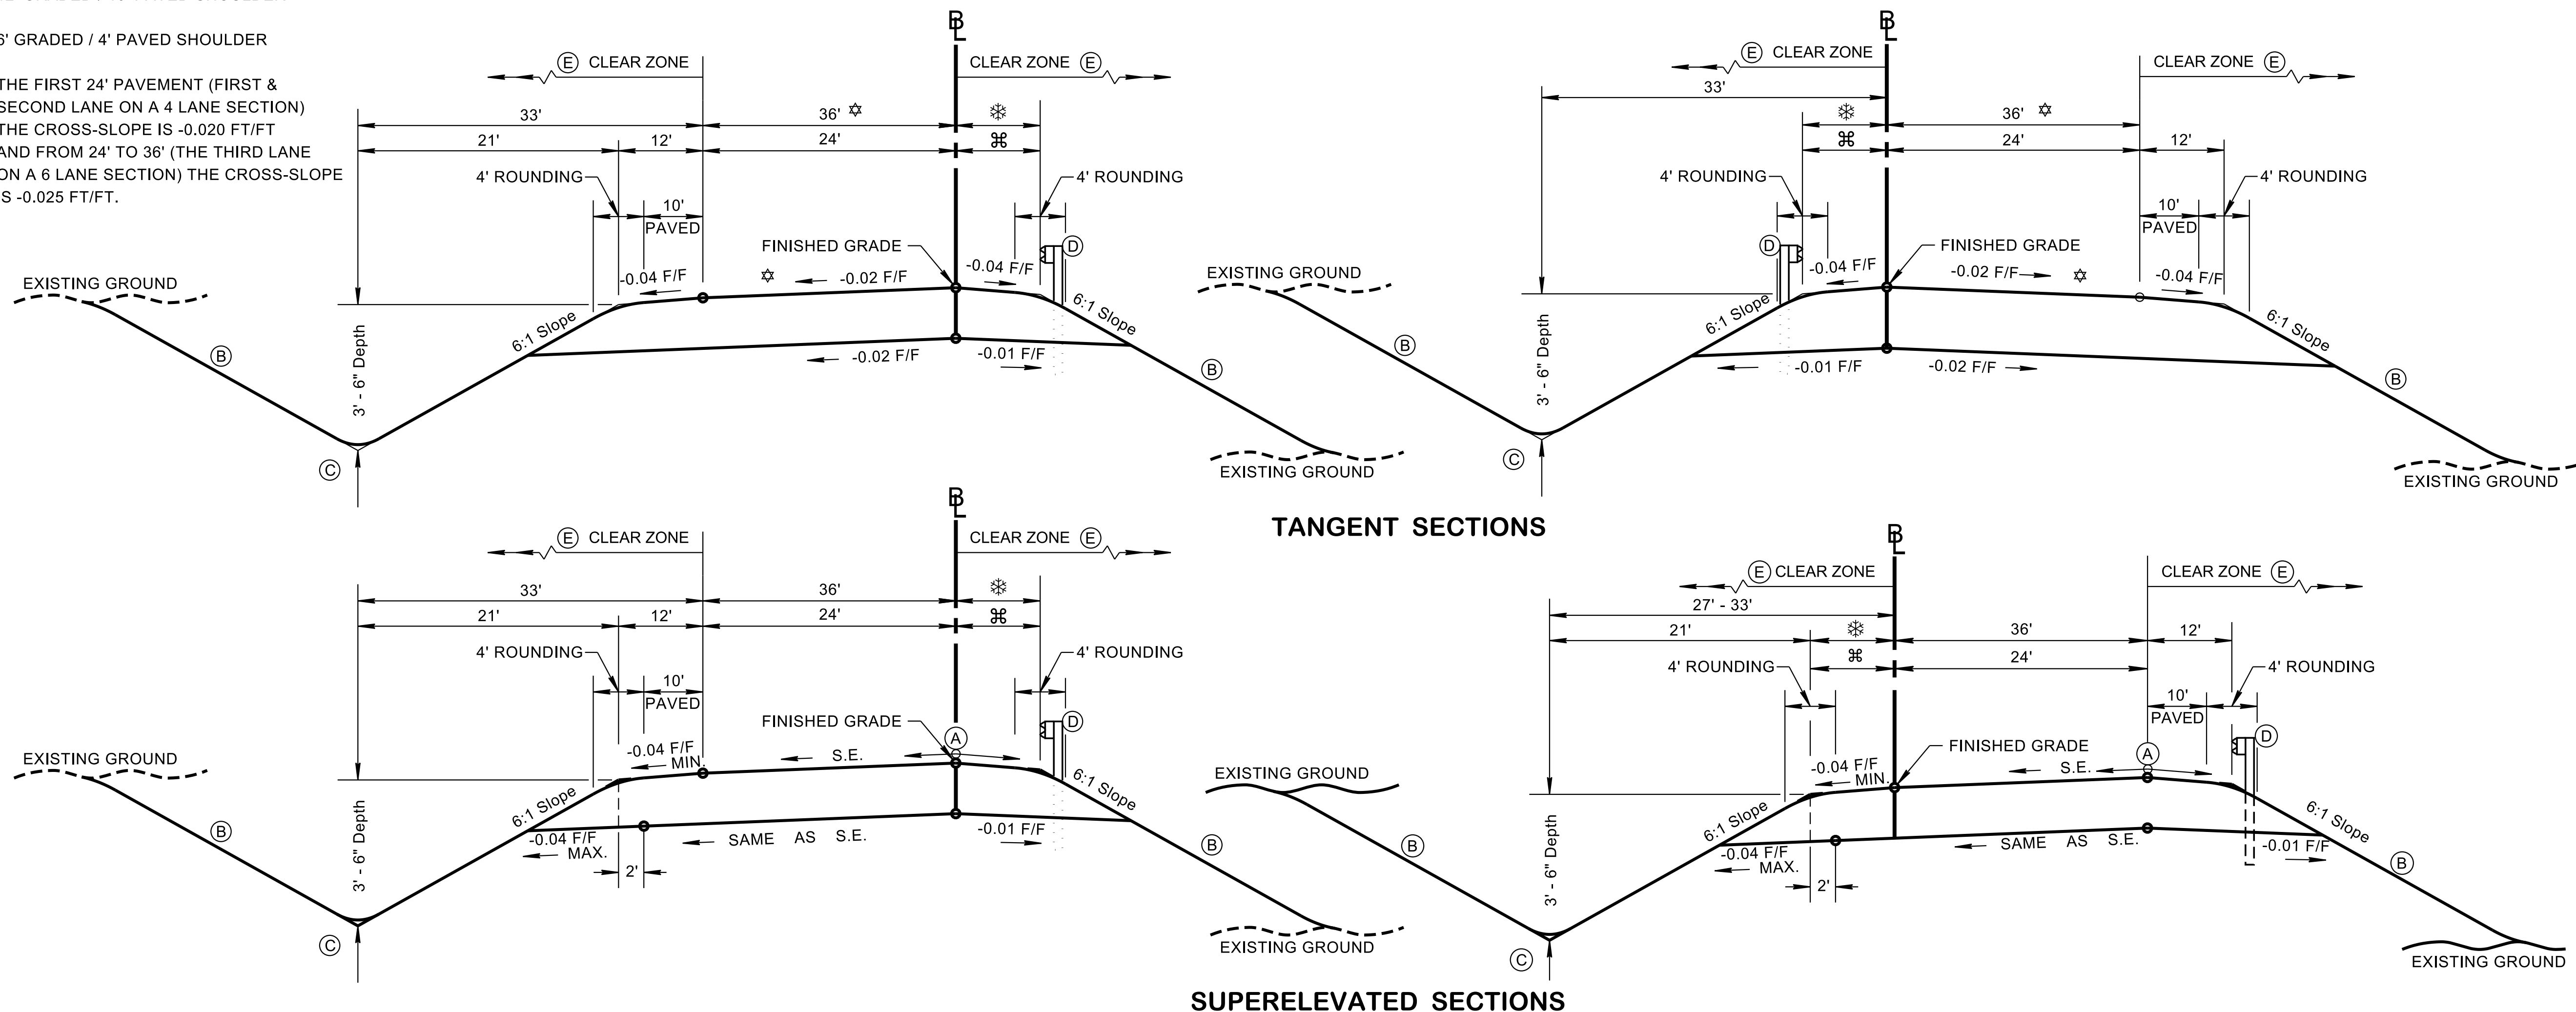 6' GRADED / 4' PAVED SHOULDER
THE FIRST 24' PAVEMENT (FIRST &
SECOND LANE ON A 4 LANE SECTION)
THE CROSS-SLOPE IS -0.020 FT/FT
AND FROM 24' TO 36' (THE THIRD LANE
ON A 6 LANE SECTION) THE CROSS-SLOPE
IS -0.025 FT/FT.
BL
E CLEAR ZONE
CLEAR ZONE E
33'
36'
21'
12'
24'
⌘
4' ROUNDING
4' ROUNDING
10'
PAVED
FINISHED GRADE
D
EXISTING GROUND
-0.04 F/F
-0.02 F/F
-0.04 F/F
6:1 Slope
6:1 Slope
3' - 6" Depth
B
-0.02 F/F
-0.01 F/F
B
C
EXISTING GROUND
BL
E CLEAR ZONE
CLEAR ZONE E
33'
36'
⌘
24'
12'
4' ROUNDING
4' ROUNDING
10'
PAVED
D
FINISHED GRADE
EXISTING GROUND
-0.04 F/F
-0.02 F/F
-0.04 F/F
6:1 Slope
6:1 Slope
3' - 6" Depth
B
-0.01 F/F
-0.02 F/F
B
C
EXISTING GROUND
TANGENT SECTIONS
BL
E CLEAR ZONE
CLEAR ZONE E
33'
36'
21'
12'
24'
⌘
4' ROUNDING
4' ROUNDING
10'
PAVED
FINISHED GRADE
D
A
EXISTING GROUND
-0.04 F/F
MIN.
S.E.
6:1 Slope
6:1 Slope
3' - 6" Depth
B
-0.04 F/F
MAX.
SAME AS S.E.
-0.01 F/F
B
2'
C
EXISTING GROUND
BL
E CLEAR ZONE
CLEAR ZONE E
27' - 33'
21'
36'
12'
⌘
24'
4' ROUNDING
4' ROUNDING
10'
PAVED
D
FINISHED GRADE
A
EXISTING GROUND
-0.04 F/F
MIN.
S.E.
6:1 Slope
6:1 Slope
3' - 6" Depth
B
-0.04 F/F
MAX.
SAME AS S.E.
-0.01 F/F
B
2'
C
EXISTING GROUND
SUPERELEVATED SECTIONS